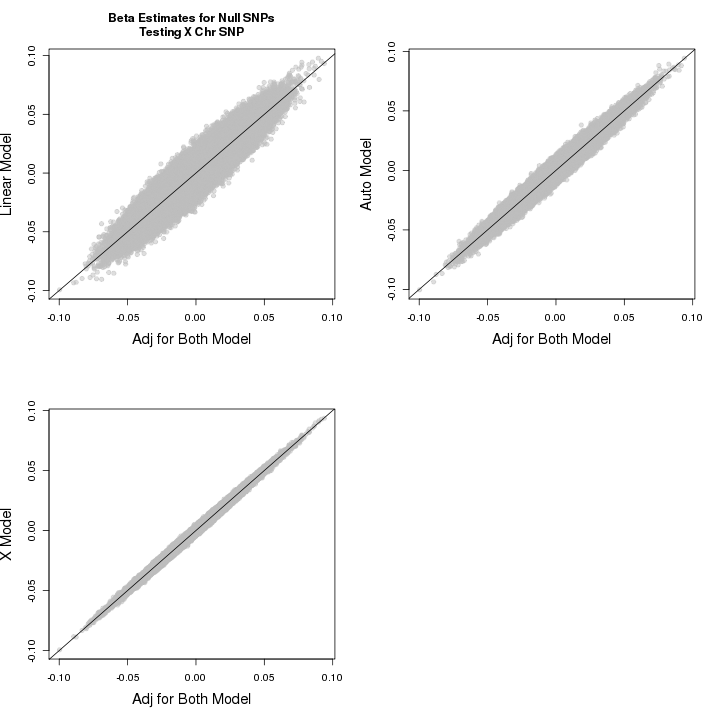 Beta Estimates for Null SNPs
Testing X Chr SNP
Linear Model
0.10
0.05
0.00
-0.05
-0.10
-0.10 -0.05 0.00 0.05 0.10
Adj for Both Model
Auto Model
0.10
0.05
0.00
-0.05
-0.10
-0.10 -0.05 0.00 0.05 0.10
Adj for Both Model
X Model
0.10
0.05
0.00
-0.05
-0.10
-0.10 -0.05 0.00 0.05 0.10
Adj for Both Model